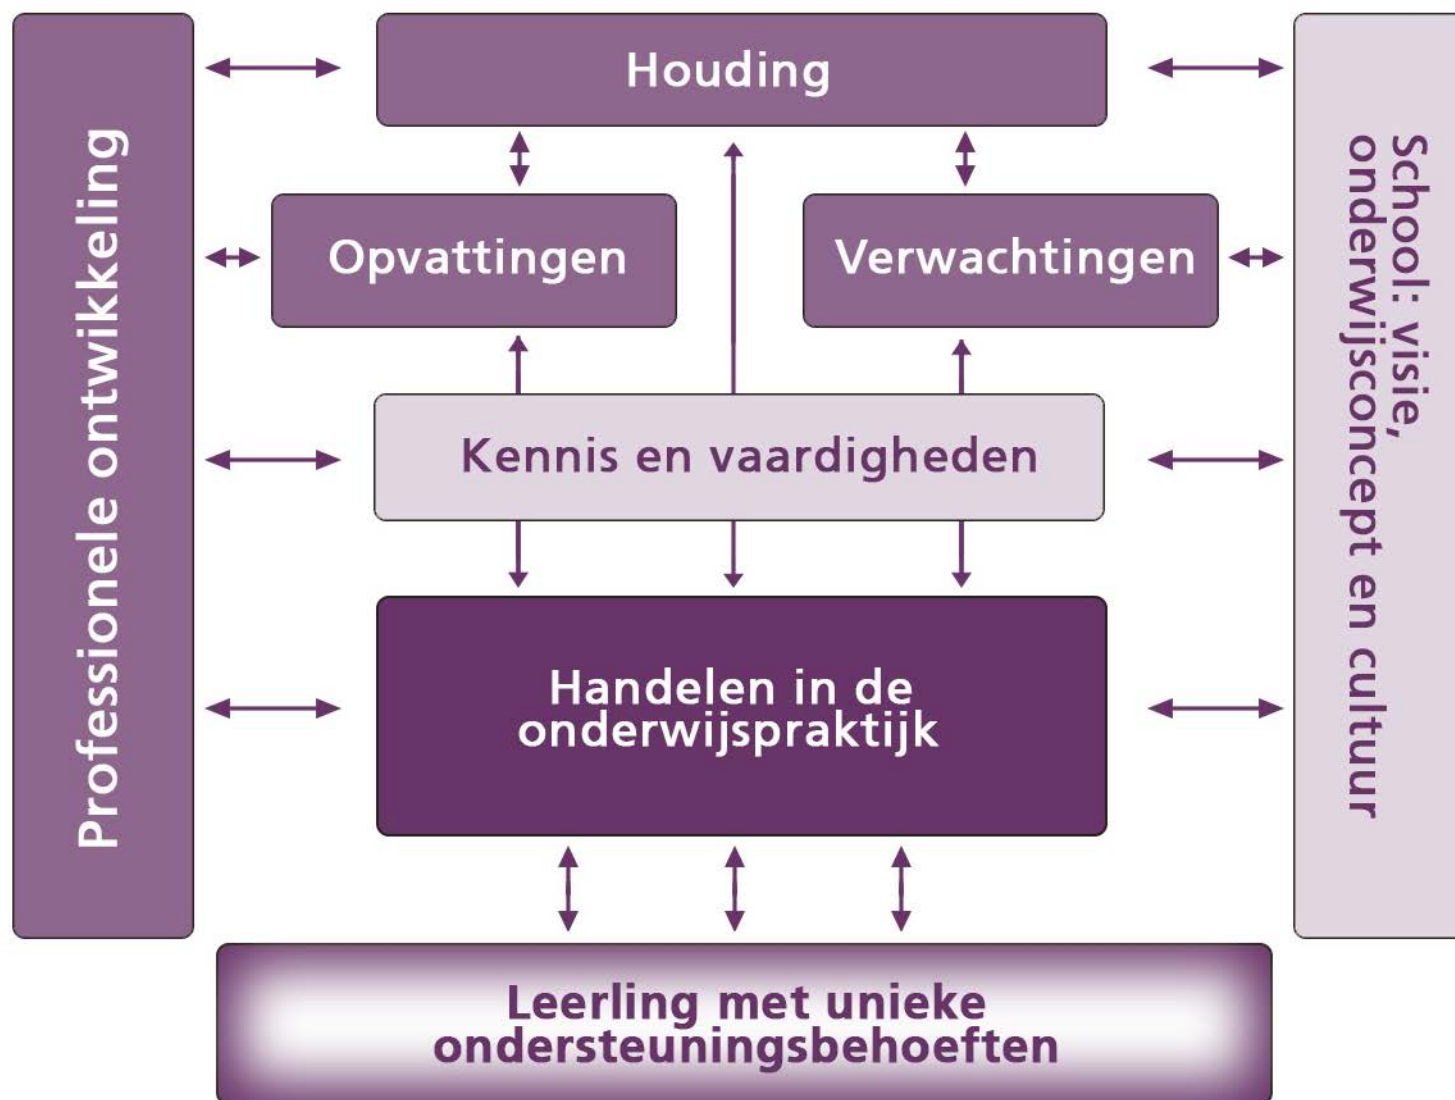 Professionele ontwikkeling
Houding
Opvattingen
Verwachtingen
Kennis en vaardigheden
Handelen in de
onderwijspraktijk
Leerling met unieke
ondersteuningsbehoeften
School: visie,
onderwijsconcept en cultuur